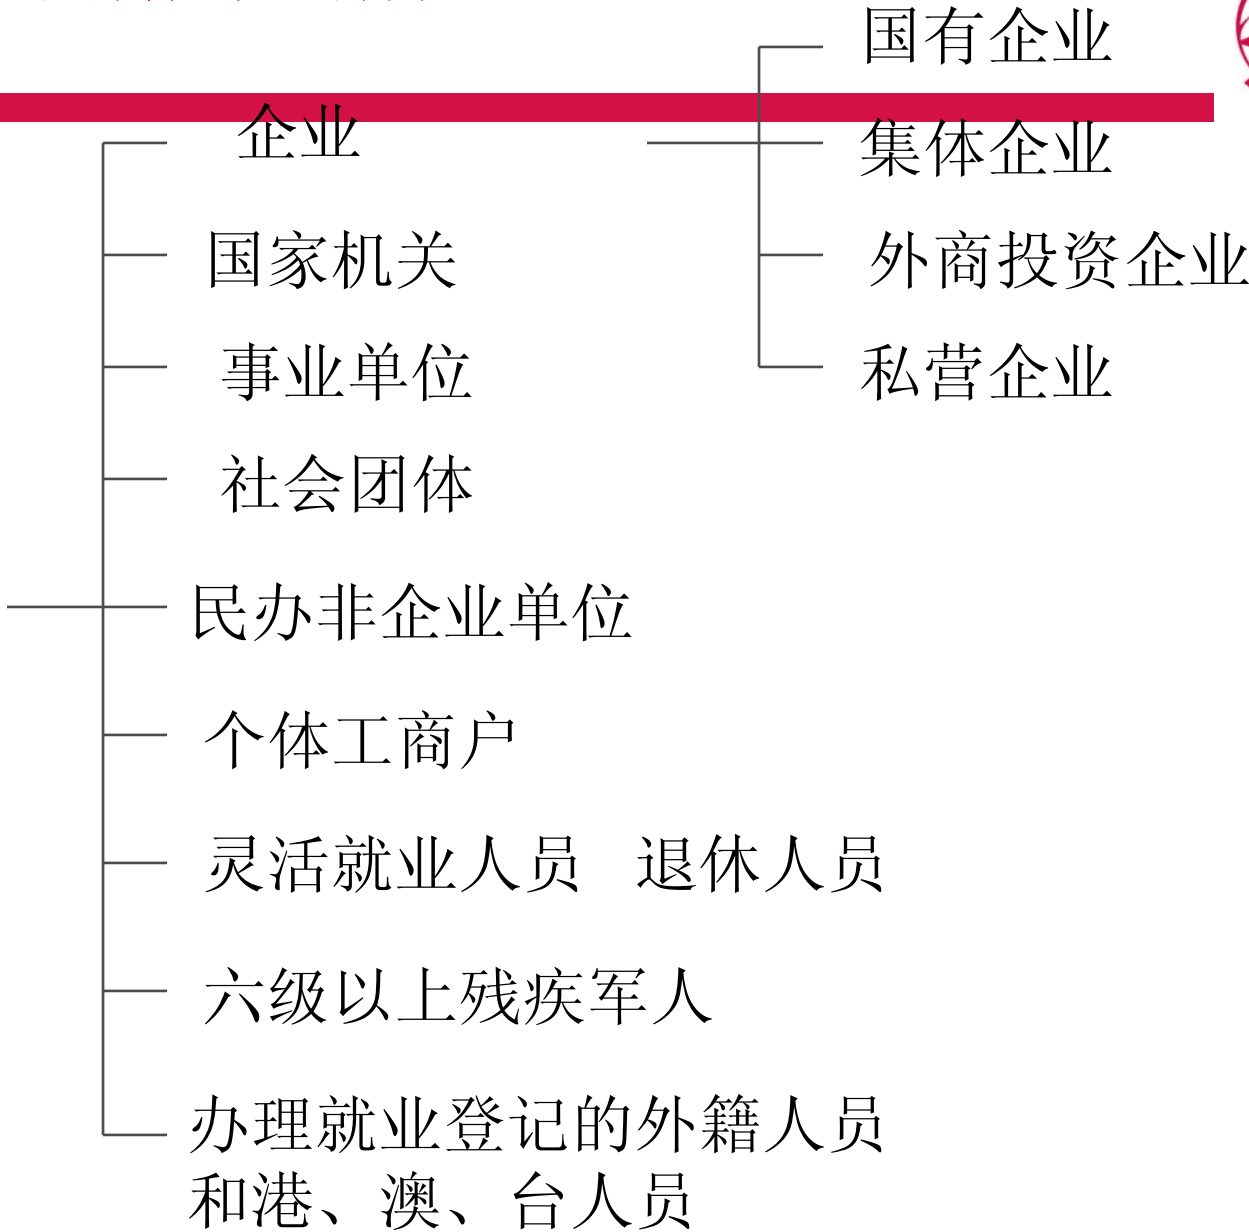 国有企业
企业
集体企业
国家机关
外商投资企业
事业单位
私营企业
社会团体
民办非企业单位
个体工商户
灵活就业人员 退休人员
六级以上残疾军人
办理就业登记的外籍人员
和港、澳、台人员